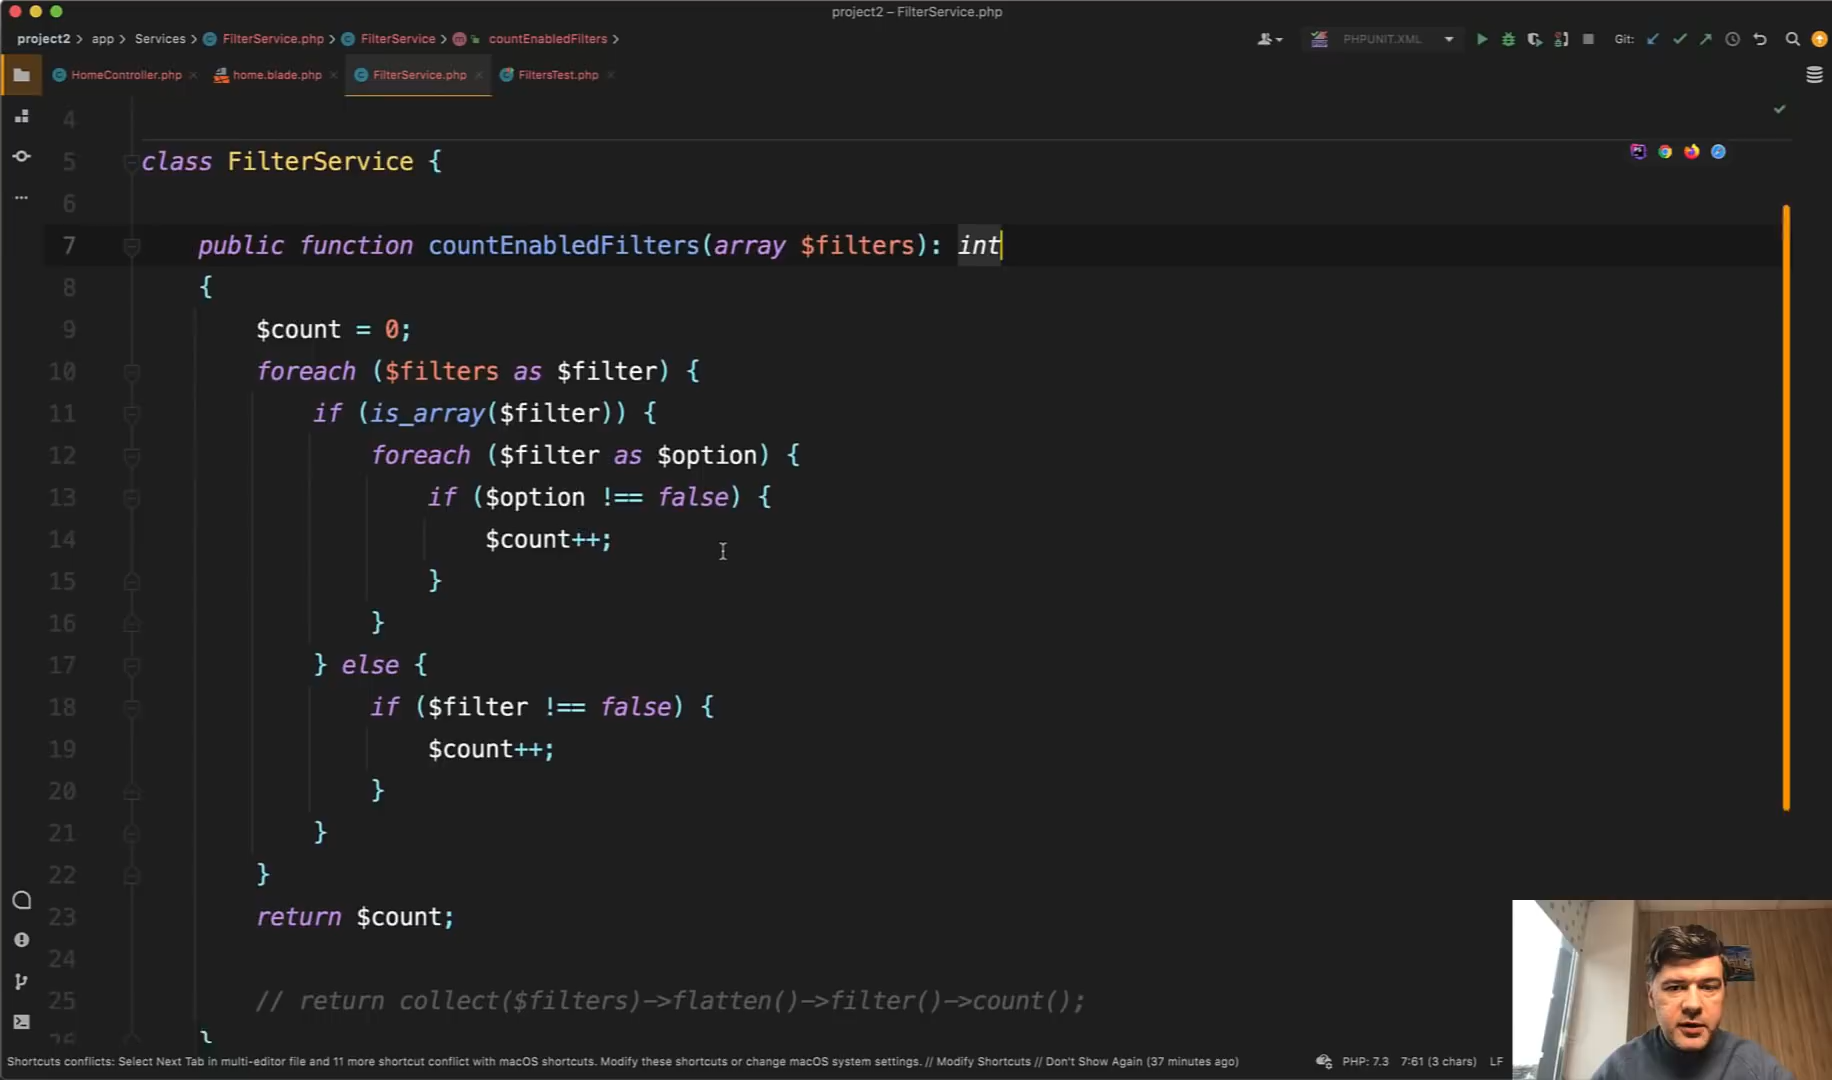 project2 – FilterService.php
project2 > app > Services > FilterService.php > FilterService > countEnabledFilters >
PHPUNIT.XML
Git:
HomeController.php × home.blade.php × FilterService.php × FiltersTest.php ×
4
5 class FilterService {
6
7 public function countEnabledFilters(array $filters): int
8 {
9 $count = 0;
10 foreach ($filters as $filter) {
11 if (is_array($filter)) {
12 foreach ($filter as $option) {
13 if ($option !== false) {
14 $count++;
15 }
16 }
17 } else {
18 if ($filter !== false) {
19 $count++;
20 }
21 }
22 }
23 return $count;
24
25 // return collect($filters)->flatten()->filter()->count();
26 }
Shortcuts conflicts: Select Next Tab in multi-editor file and 11 more shortcut conflict with macOS shortcuts. Modify these shortcuts or change macOS system settings. // Modify Shortcuts // Don't Show Again (37 minutes ago)
PHP: 7.3 7:61 (3 chars) LF